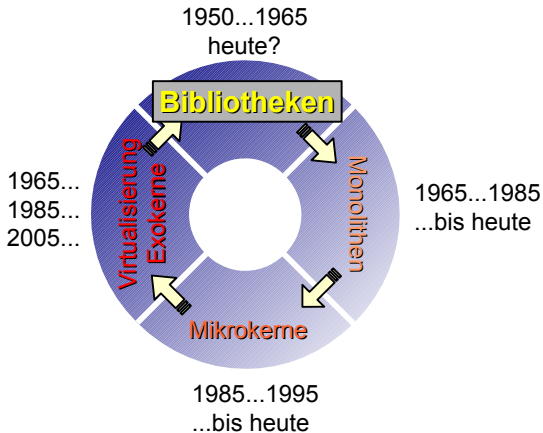 1950...1965
heute?
Bibliotheken
Monolithen
1965...1985
...bis heute
Mikrokerne
1985...1995
...bis heute
Virtualisierung
Exokerne
1965...
1985...
2005...